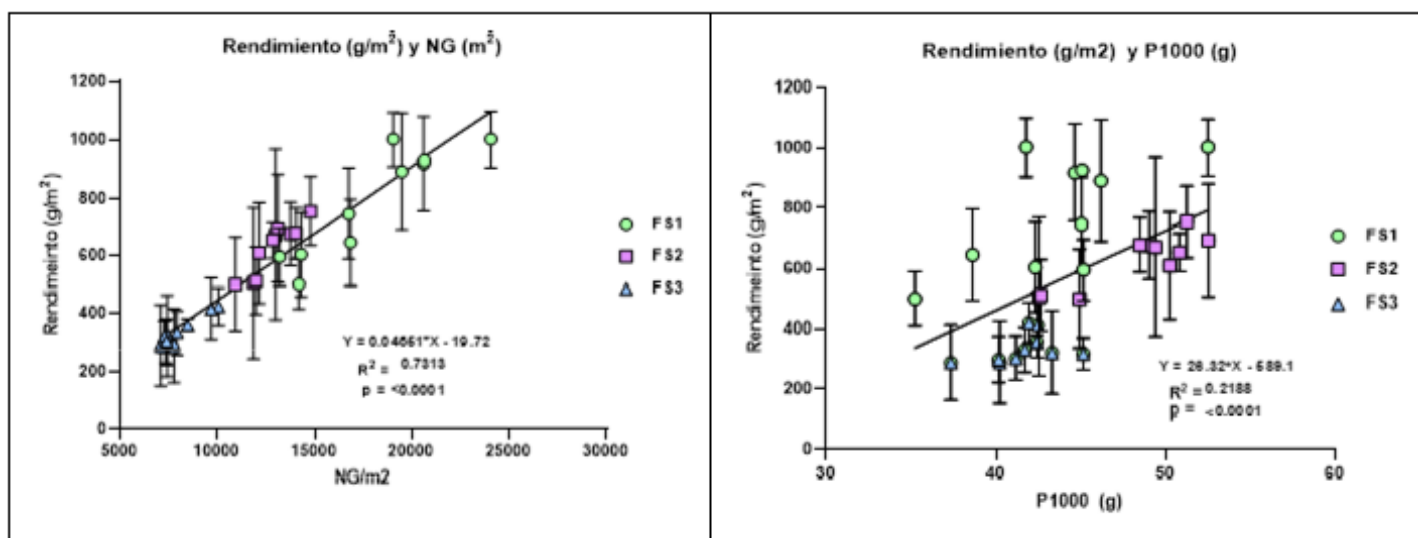 Rendimiento (g/m²) y NG (m²)
Rendimeinto (g/m²)
1200
1000
800
600
400
200
0
5000 10000 15000 20000 25000 30000
NG/m2
FS1
FS2
FS3
Y = 0.04651*X - 19.72
R² = 0.7313
p = <0.0001
Rendimiento (g/m2) y P1000 (g)
Rendimeinto (g/m²)
1200
1000
800
600
400
200
0
30 40 50 60
P1000 (g)
FS1
FS2
FS3
Y = 26.32*X - 589.1
R² = 0.2188
p = <0.0001